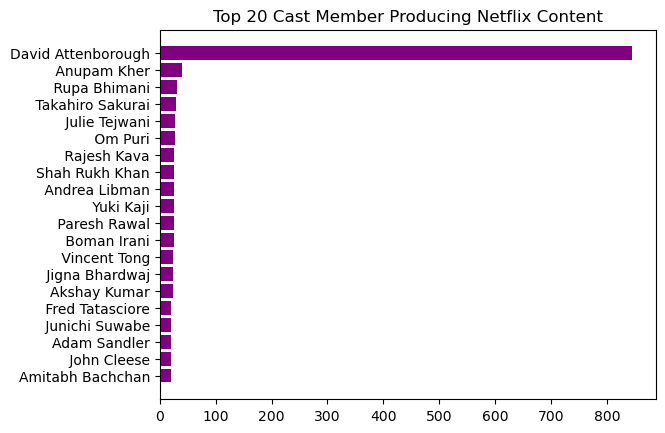 Top 20 Cast Member Producing Netflix Content
David Attenborough
Anupam Kher
Rupa Bhimani
Takahiro Sakurai
Julie Tejwani
Om Puri
Rajesh Kava
Shah Rukh Khan
Andrea Libman
Yuki Kaji
Paresh Rawal
Boman Irani
Vincent Tong
Jigna Bhardwaj
Akshay Kumar
Fred Tatasciore
Junichi Suwabe
Adam Sandler
John Cleese
Amitabh Bachchan
0 100 200 300 400 500 600 700 800